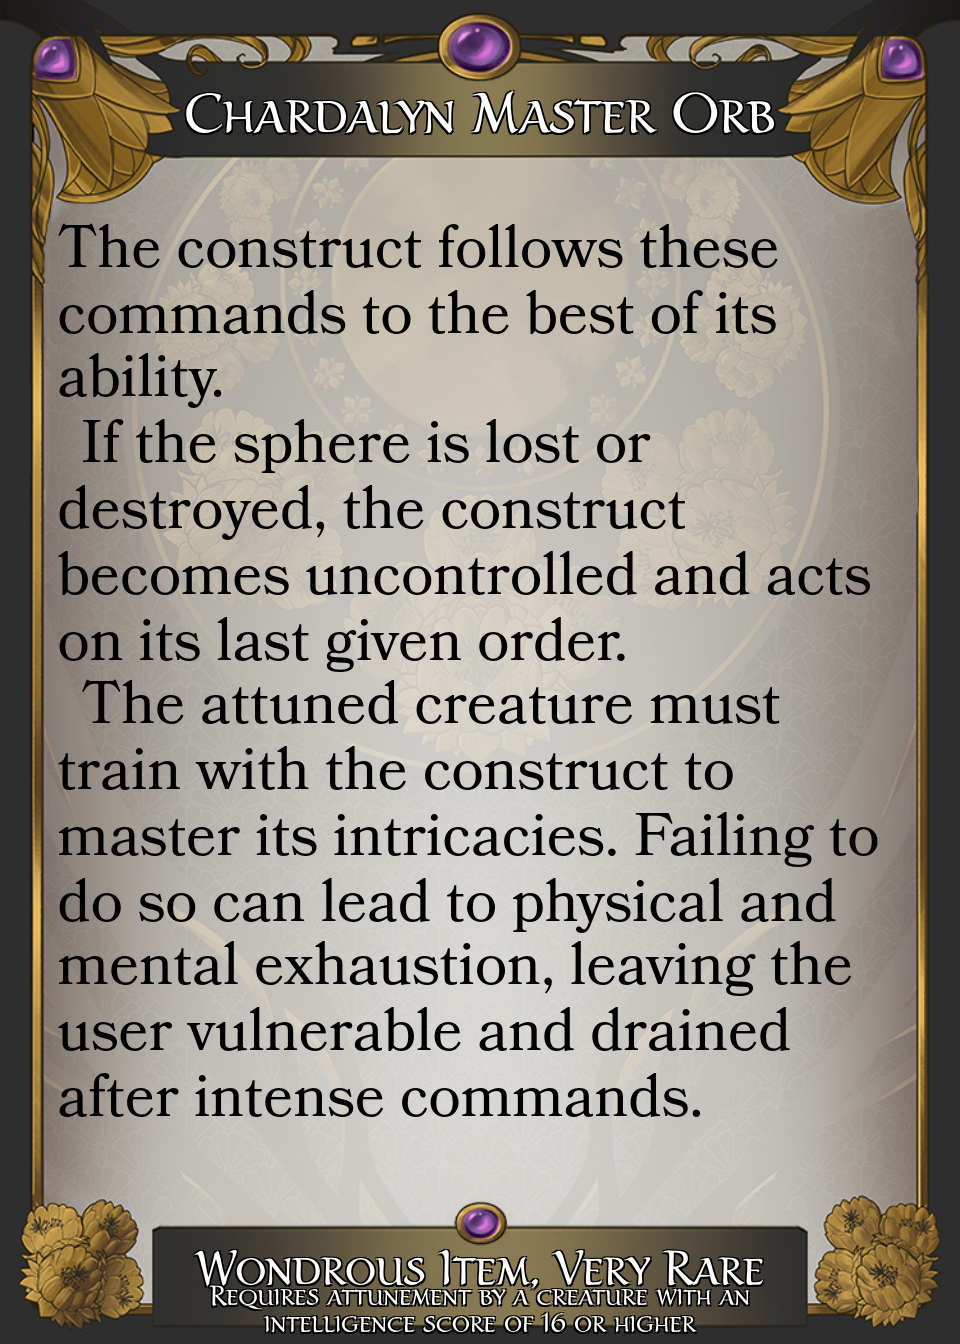 Chardalyn Master Orb
The construct follows these
commands to the best of its
ability.
If the sphere is lost or
destroyed, the construct
becomes uncontrolled and acts
on its last given order.
The attuned creature must
train with the construct to
master its intricacies. Failing to
do so can lead to physical and
mental exhaustion, leaving the
user vulnerable and drained
after intense commands.
Wondrous Item, Very Rare
Requires attunement by a creature with an
intelligence score of 16 or higher